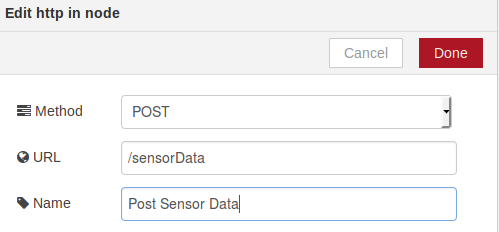 Edit http in node
Cancel Done
Method POST
URL /sensorData
Name Post Sensor Data